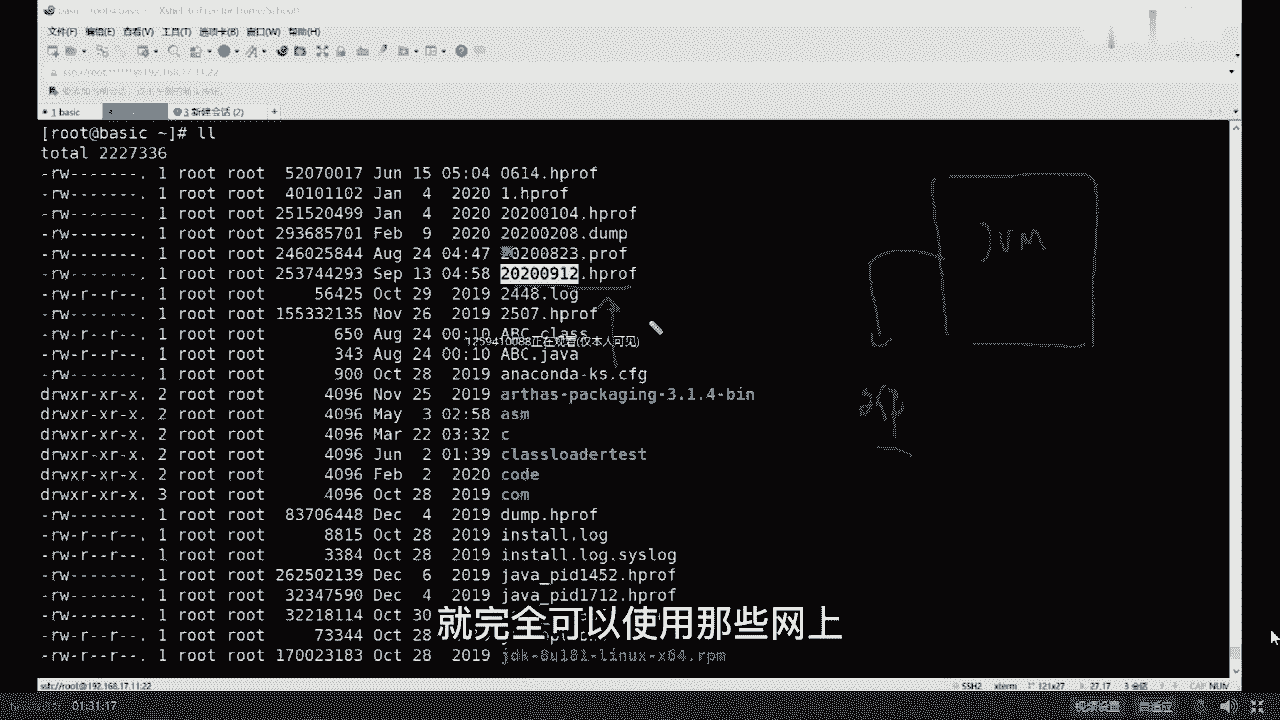 文件(F) 编辑(E) 查看(V) 工具(T) 选项卡(B) 窗口(W) 帮助(H)
1 basic
3 新建会话 (2) +
[root@basic ~]# ll
total 2227336
-rw-------. 1 root root 52070017 Jun 15 05:04 0614.hprof
-rw-------. 1 root root 40101102 Jan 4 2020 1.hprof
-rw-------. 1 root root 251520499 Jan 4 2020 20200104.hprof
-rw-------. 1 root root 293685701 Feb 9 2020 20200208.dump
-rw-------. 1 root root 246025844 Aug 24 04:47 20200823.prof
-rw-------. 1 root root 253744293 Sep 13 04:58 20200912.hprof
-rw-r--r--. 1 root root 56425 Oct 29 2019 2448.log
-rw-------. 1 root root 155332135 Nov 26 2019 2507.hprof
-rw-r--r--. 1 root root 650 Aug 24 00:10 ABC.class
1259410088正在观看(仅本人可见)
-rw-r--r--. 1 root root 345 Aug 24 00:10 ABC.java
-rw-------. 1 root root 900 Oct 28 2019 anaconda-ks.cfg
drwxr-xr-x. 2 root root 4096 Nov 25 2019 arthas-packaging-3.1.4-bin
drwxr-xr-x. 2 root root 4096 May 3 02:58 asm
drwxr-xr-x. 2 root root 4096 Mar 22 03:32 c
drwxr-xr-x. 2 root root 4096 Jun 2 01:39 classloadertest
drwxr-xr-x. 2 root root 4096 Feb 2 2020 code
drwxr-xr-x. 3 root root 4096 Oct 28 2019 com
-rw-------. 1 root root 83706448 Dec 4 2019 dump.hprof
-rw-r--r--. 1 root root 8815 Oct 28 2019 install.log
-rw-r--r--. 1 root root 3384 Oct 28 2019 install.log.syslog
-rw-------. 1 root root 262502139 Dec 6 2019 java_pid1452.hprof
-rw-------. 1 root root 32347590 Dec 4 2019 java_pid1712.hprof
-rw-------. 1 root root 32218114 Oct 30
-rw-r--r--. 1 root root 73344 Oct 28
-rw-r--r--. 1 root root 170023183 Oct 28 2019 jdk-8u181-linux-x64.rpm
JVM
就完全可以使用那些网上
ssh://root@192.168.17.11:22 SSH2 xterm 121x27 27,17 3 会话 CAP NUM
01:31:17